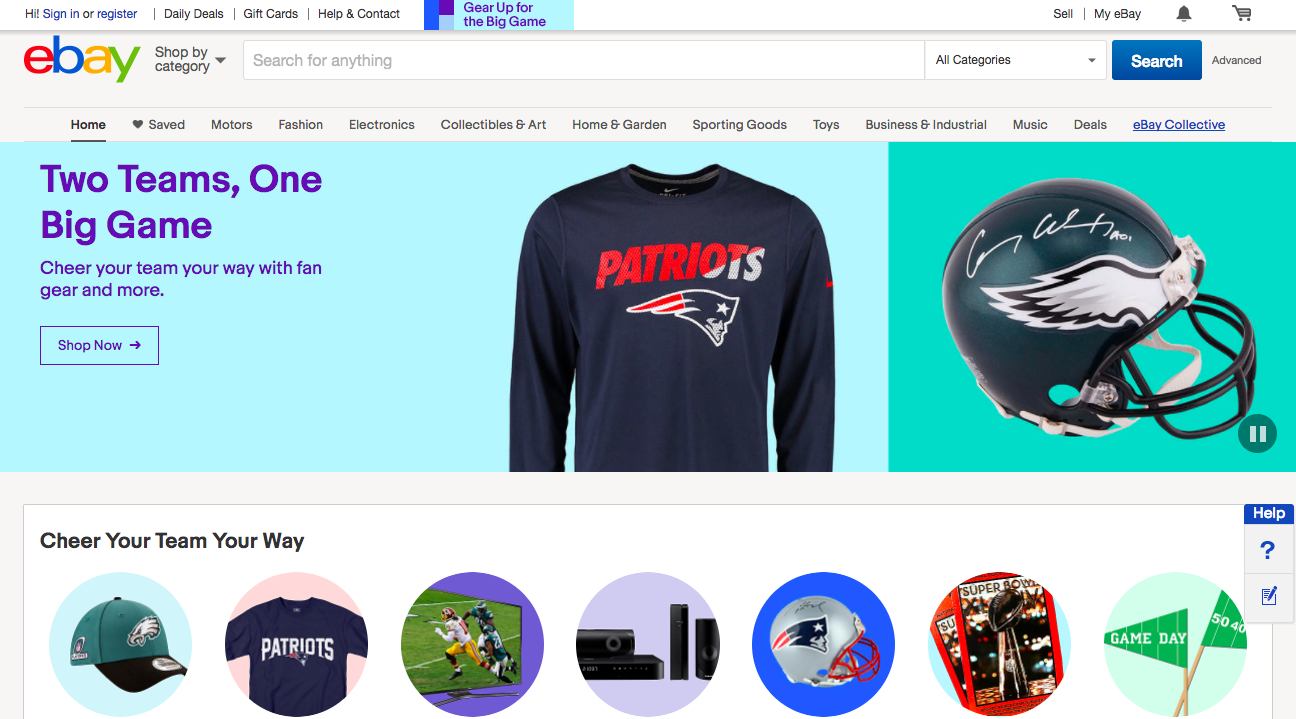 Hi! Sign in or register
Daily Deals
Gift Cards
Help & Contact
Gear Up for
the Big Game
Sell
My eBay
ebay
Shop by
category
Search for anything
All Categories
Search
Advanced
Home
Saved
Motors
Fashion
Electronics
Collectibles & Art
Home & Garden
Sporting Goods
Toys
Business & Industrial
Music
Deals
eBay Collective
Two Teams, One
Big Game
Cheer your team your way with fan
gear and more.
Shop Now
PATRIOTS
Help
?
Cheer Your Team Your Way
PATRIOTS
SUPER BOWL
GAME DAY
50 40